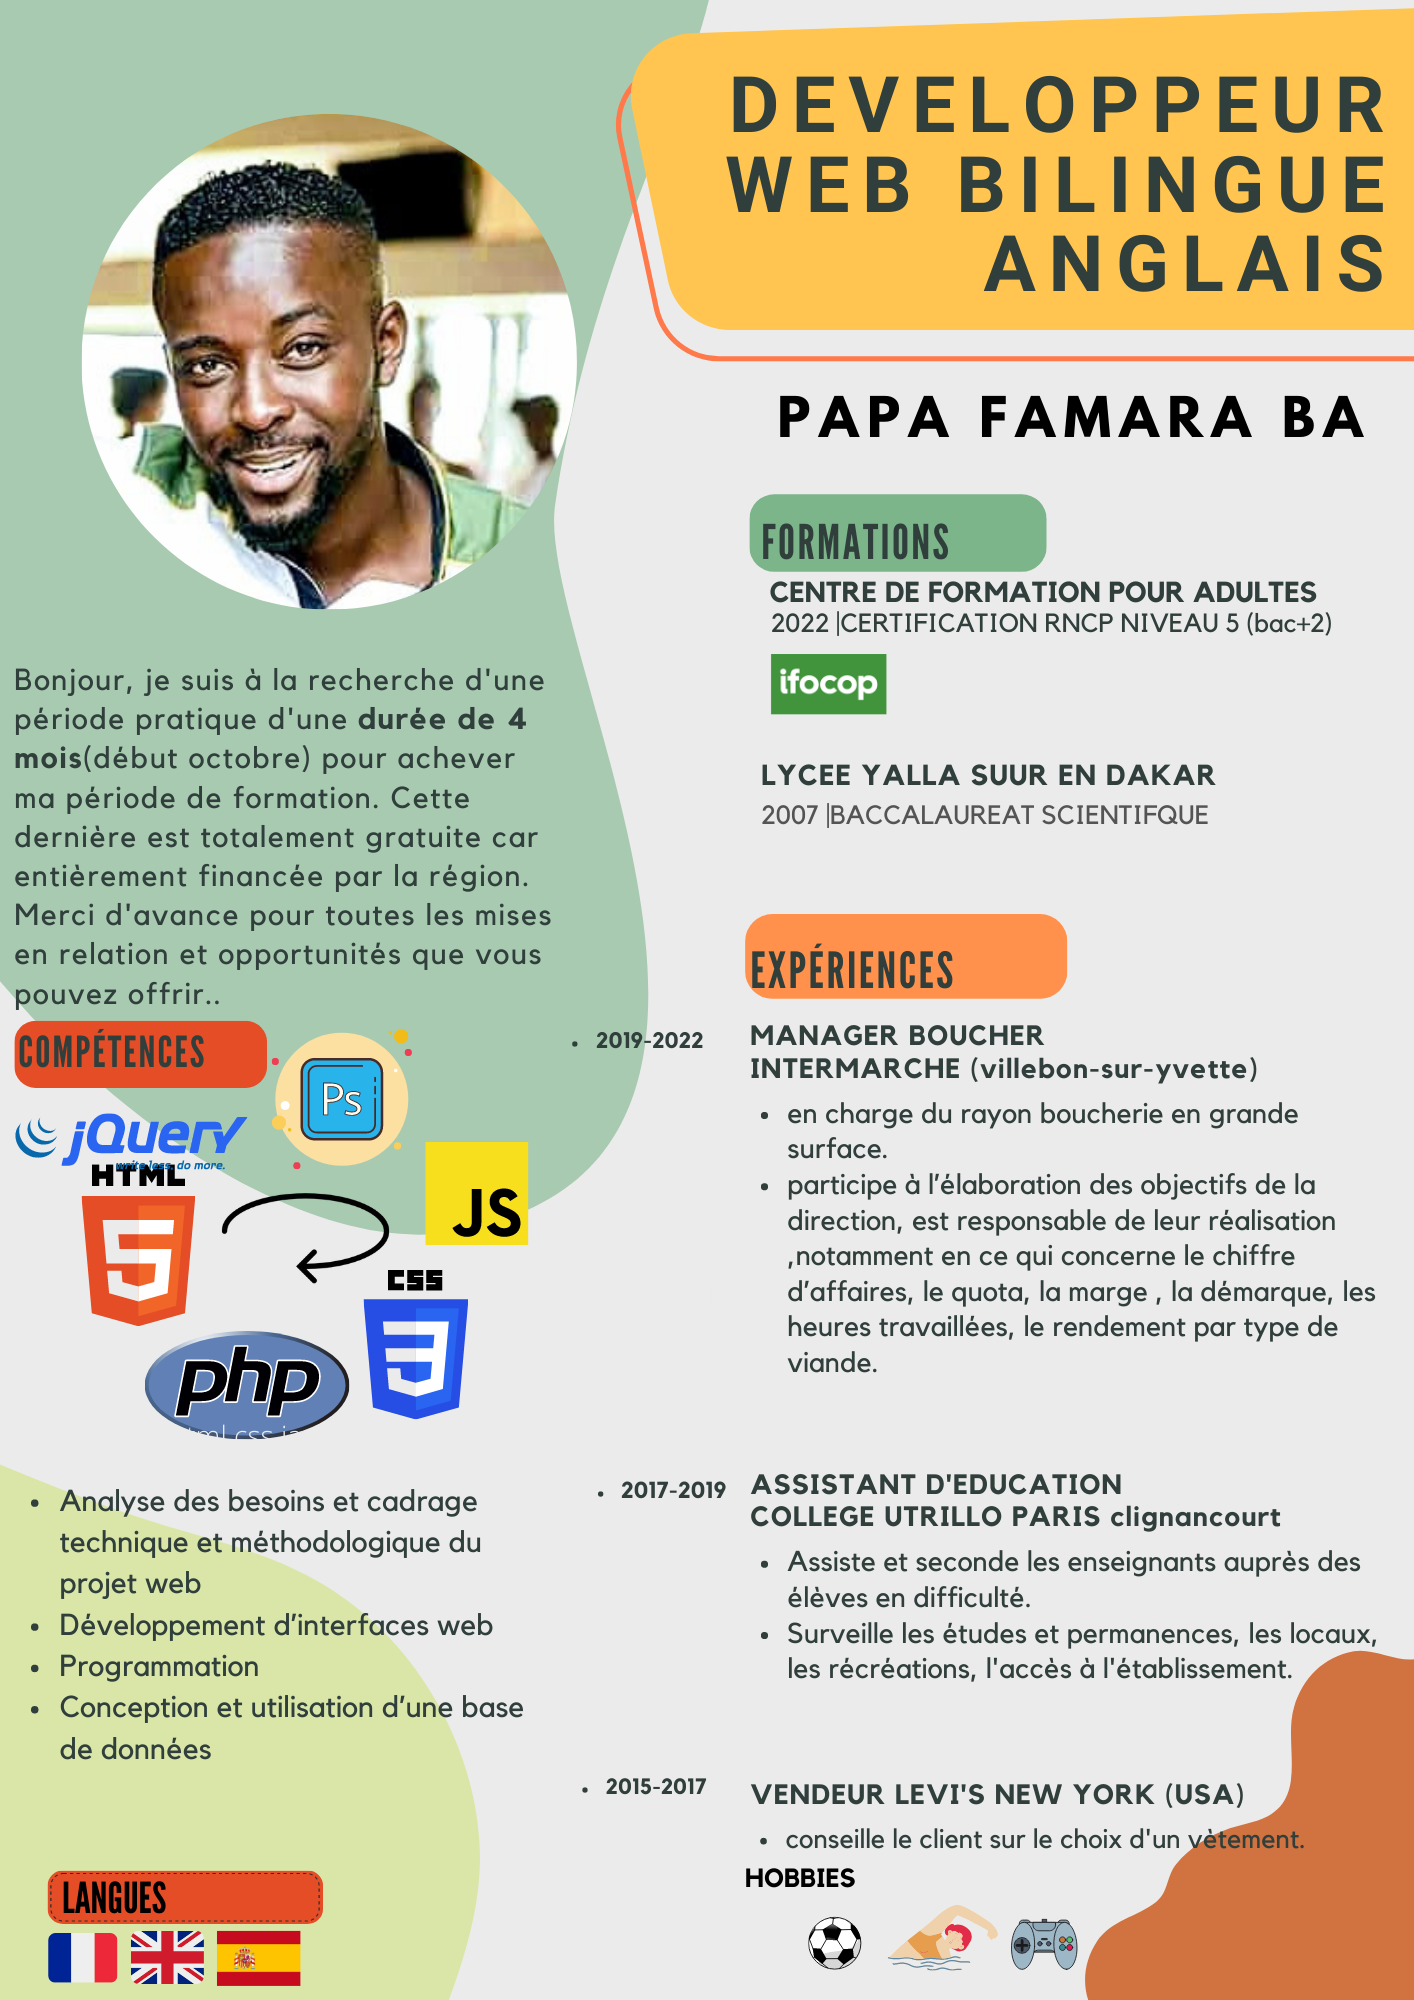 DEVELOPPEUR
WEB BILINGUE
ANGLAIS
PAPA FAMARA BA
FORMATIONS
CENTRE DE FORMATION POUR ADULTES
2022 |CERTIFICATION RNCP NIVEAU 5 (bac+2)
ifocop
LYCEE YALLA SUUR EN DAKAR
2007 |BACCALAUREAT SCIENTIFQUE
Bonjour, je suis à la recherche d'une
période pratique d'une durée de 4
mois(début octobre) pour achever
ma période de formation. Cette
dernière est totalement gratuite car
entièrement financée par la région.
Merci d'avance pour toutes les mises
en relation et opportunités que vous
pouvez offrir..
COMPÉTENCES
Ps
jQuery
write less, do more.
HTML
5
JS
CSS
3
php
Analyse des besoins et cadrage
technique et méthodologique du
projet web
Développement d’interfaces web
Programmation
Conception et utilisation d’une base
de données
LANGUES
EXPÉRIENCES
2019-2022
MANAGER BOUCHER
INTERMARCHE (villebon-sur-yvette)
en charge du rayon boucherie en grande
surface.
participe à l’élaboration des objectifs de la
direction, est responsable de leur réalisation
,notamment en ce qui concerne le chiffre
d’affaires, le quota, la marge , la démarque, les
heures travaillées, le rendement par type de
viande.
2017-2019
ASSISTANT D'EDUCATION
COLLEGE UTRILLO PARIS clignancourt
Assiste et seconde les enseignants auprès des
élèves en difficulté.
Surveille les études et permanences, les locaux,
les récréations, l'accès à l'établissement.
2015-2017
VENDEUR LEVI'S NEW YORK (USA)
conseille le client sur le choix d'un vètement.
HOBBIES